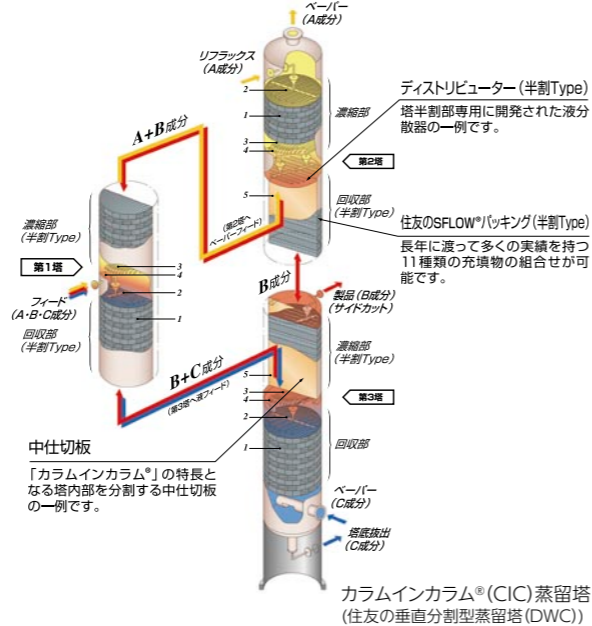 ベーパー
(A成分)
リフラックス
(A成分)
2
1
3
4
濃縮部
第2塔
5
回収部
(半割Type)
ディストリビューター(半割Type)
塔半割部専用に開発された液分
散器の一例です。
住友のSFLOW®パッキング(半割Type)
長年に渡って多くの実績を持つ
11種類の充填物の組合せが可
能です。
A+B成分
(第2塔へ
ベーパーフィード)
濃縮部
(半割Type)
第1塔
3
4
2
1
フィード
(A・B・C成分)
回収部
(半割Type)
B成分
製品(B成分)
(サイドカット)
B+C成分
(第3塔へ液フィード)
濃縮部
(半割Type)
5
3
4
2
1
第3塔
回収部
中仕切板
「カラムインカラム®」の特長と
なる塔内部を分割する中仕切板
の一例です。
ベーパー
(C成分)
塔底抜出
(C成分)
カラムインカラム®(CIC)蒸留塔
(住友の垂直分割型蒸留塔(DWC))